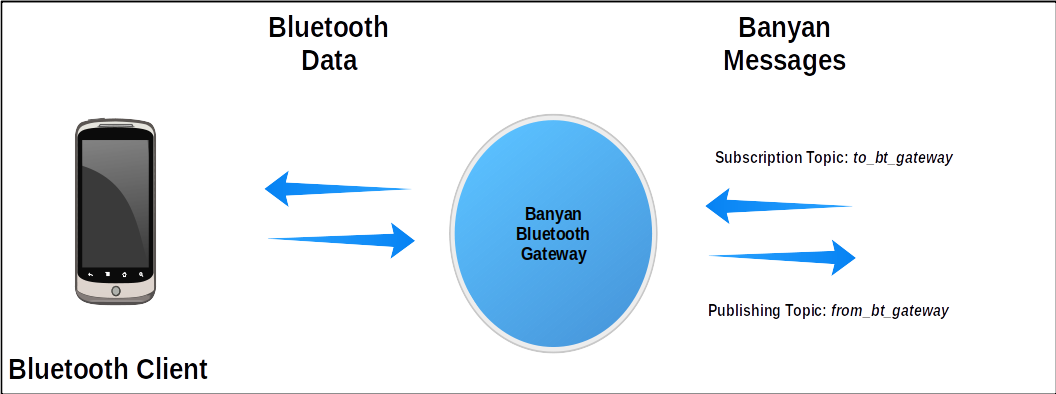 Bluetooth
Data
Banyan
Messages
Subscription Topic: to_bt_gateway
Banyan
Bluetooth
Gateway
Publishing Topic: from_bt_gateway
Bluetooth Client